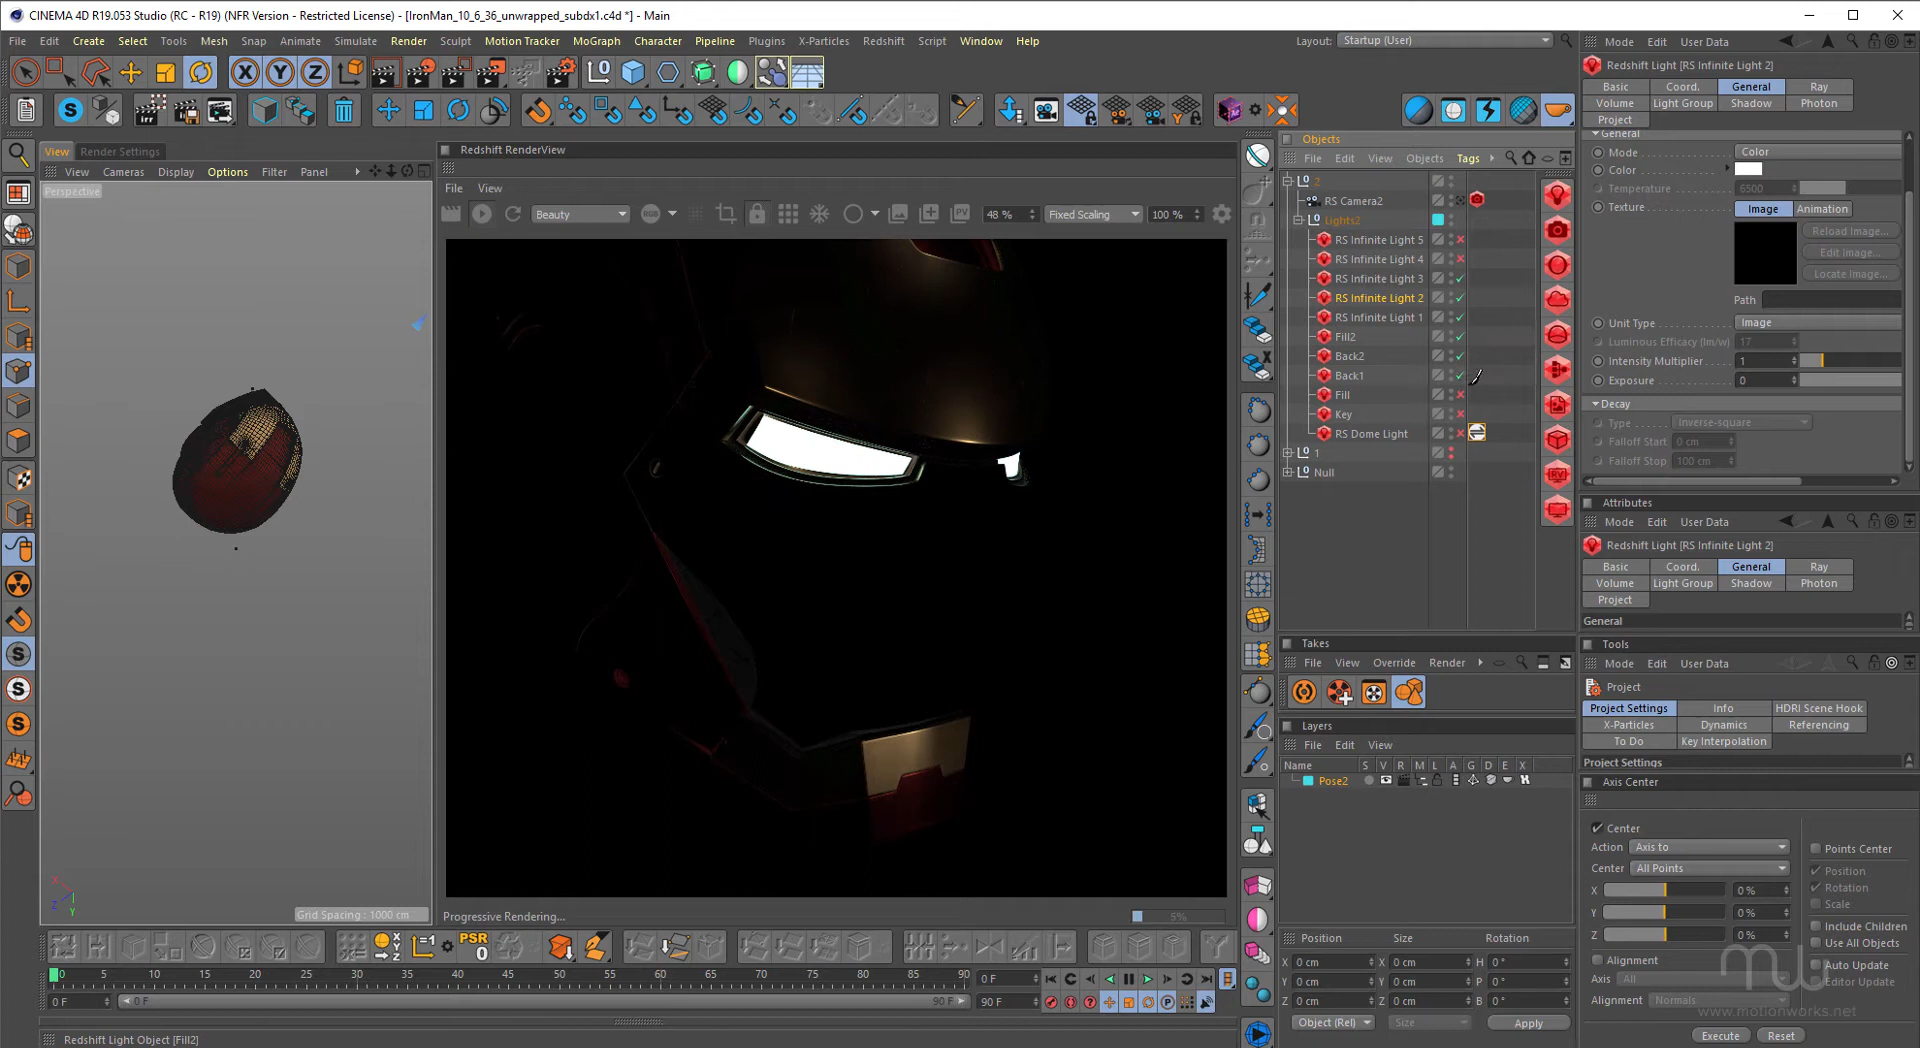 CINEMA 4D R19.053 Studio (RC - R19) (NFR Version - Restricted License) - [IronMan_10_6_36_unwrapped_subdx1.c4d *] - Main
File Edit Create Select Tools Mesh Snap Animate Simulate Render Sculpt Motion Tracker MoGraph Character Pipeline Plugins X-Particles Redshift Script Window Help
Layout: Startup (User)
Mode Edit User Data
Redshift Light [RS Infinite Light 2]
Basic Coord. General Ray
Volume Light Group Shadow Photon
Project
General
Mode Color
Color
Temperature 6500
Texture Image Animation
Reload Image...
Edit Image...
Locate Image...
Path
Unit Type Image
Luminous Efficacy (lm/w) 17
Intensity Multiplier 1
Exposure 0
Decay
Type Inverse-square
Falloff Start 0 cm
Falloff Stop 100 cm
View Render Settings
View Cameras Display Options Filter Panel
Perspective
Grid Spacing : 1000 cm
Redshift RenderView
File View
Beauty RGB 48 % Fixed Scaling 100 %
PV
Progressive Rendering...
5%
Objects
File Edit View Objects Tags
2
RS Camera2
Lights2
RS Infinite Light 5
RS Infinite Light 4
RS Infinite Light 3
RS Infinite Light 2
RS Infinite Light 1
Fill2
Back2
Back1
Fill
Key
RS Dome Light
1
Null
Takes
File View Override Render
Layers
File Edit View
Name S V R M L A G D E X
Pose2
Attributes
Mode Edit User Data
Redshift Light [RS Infinite Light 2]
Basic Coord. General Ray
Volume Light Group Shadow Photon
Project
General
Tools
Mode Edit User Data
Project
Project Settings Info HDRI Scene Hook
X-Particles Dynamics Referencing
To Do Key Interpolation
Project Settings
Axis Center
Center
Action Axis to
Center All Points
X 0 %
Y 0 %
Z 0 %
Points Center
Position
Rotation
Scale
Include Children
Use All Objects
Alignment
Auto Update
Axis All
Editor Update
Alignment Normals
www.motionworks.net
Execute Reset
PSR
0
0 5 10 15 20 25 30 35 40 45 50 55 60 65 70 75 80 85 90
0 F
0 F 0 F 90 F 90 F
Position Size Rotation
X 0 cm X 0 cm H 0 °
Y 0 cm Y 0 cm P 0 °
Z 0 cm Z 0 cm B 0 °
Object (Rel) Size Apply
Redshift Light Object [Fill2]